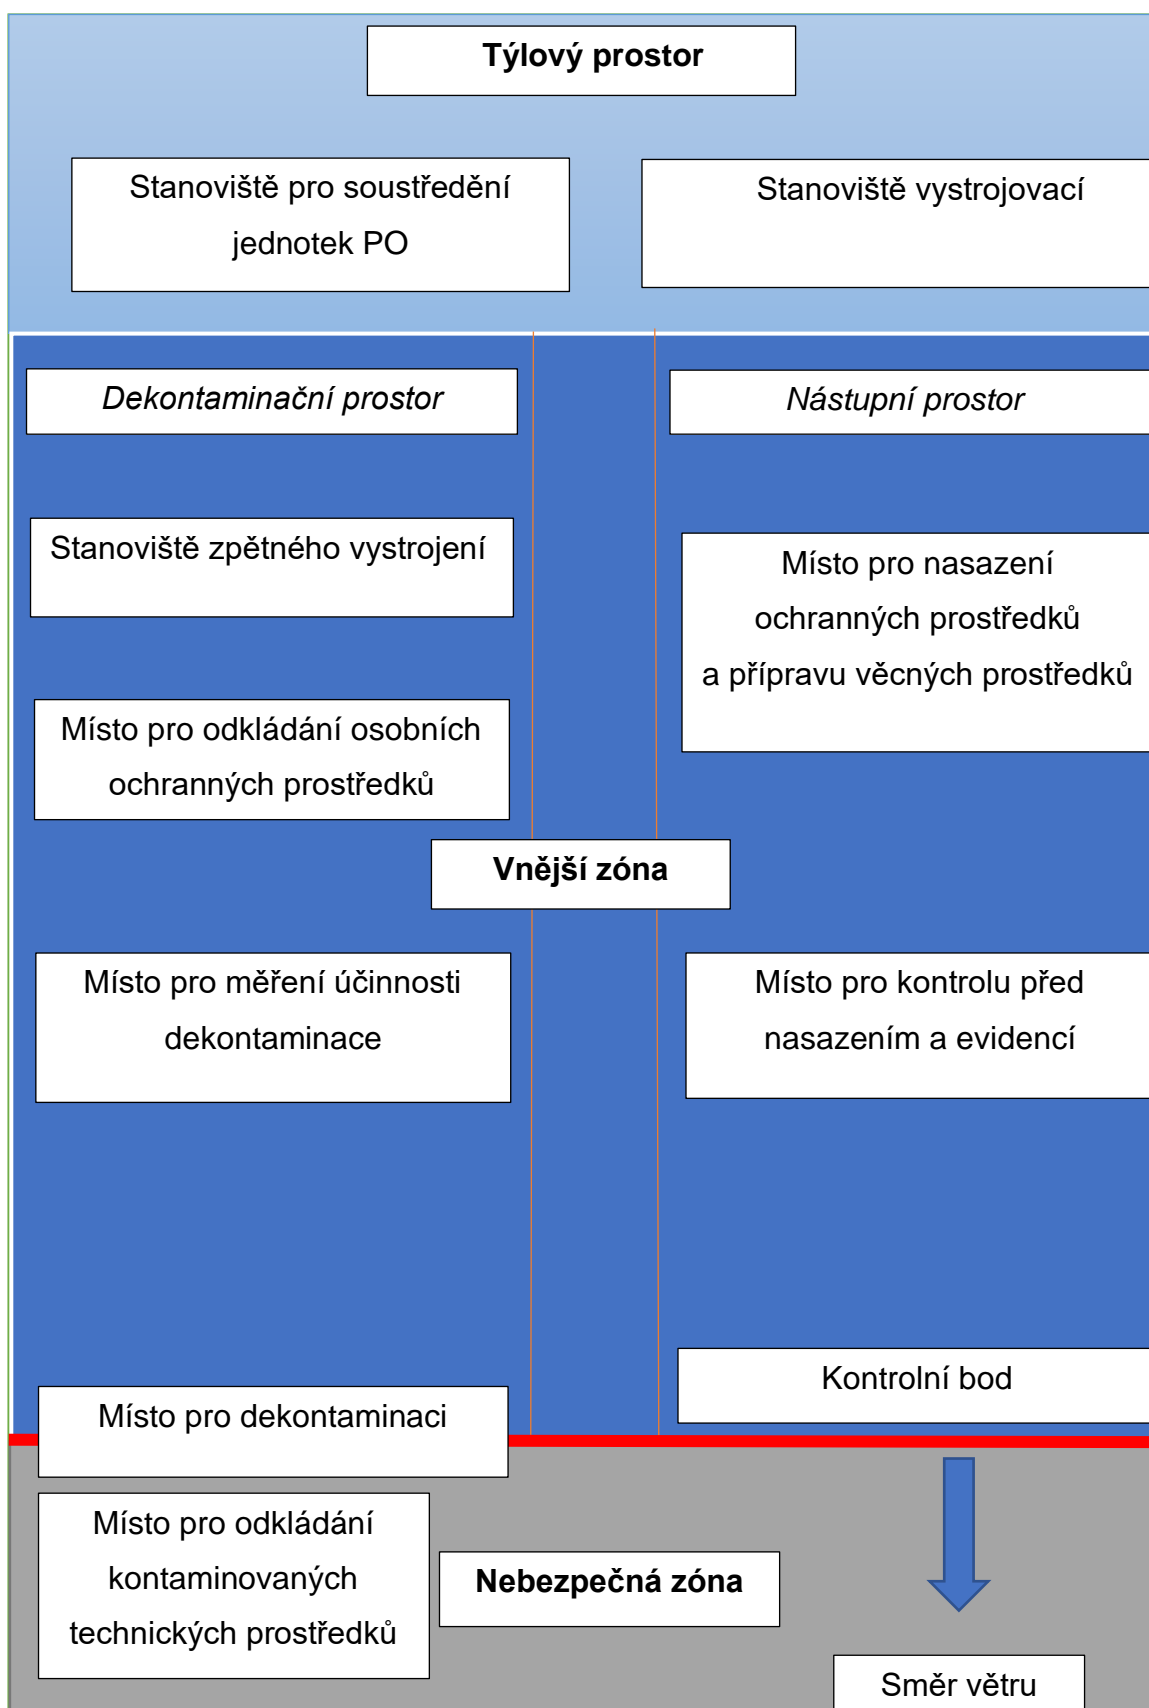 Týlový prostor
Stanoviště pro soustředění
jednotek PO
Stanoviště vystrojovací
Dekontaminační prostor
Nástupní prostor
Stanoviště zpětného vystrojení
Místo pro nasazení
ochranných prostředků
a přípravu věcných prostředků
Místo pro odkládání osobních
ochranných prostředků
Vnější zóna
Místo pro měření účinnosti
dekontaminace
Místo pro kontrolu před
nasazením a evidencí
Kontrolní bod
Místo pro dekontaminaci
Místo pro odkládání
kontaminovaných
technických prostředků
Nebezpečná zóna
Směr větru